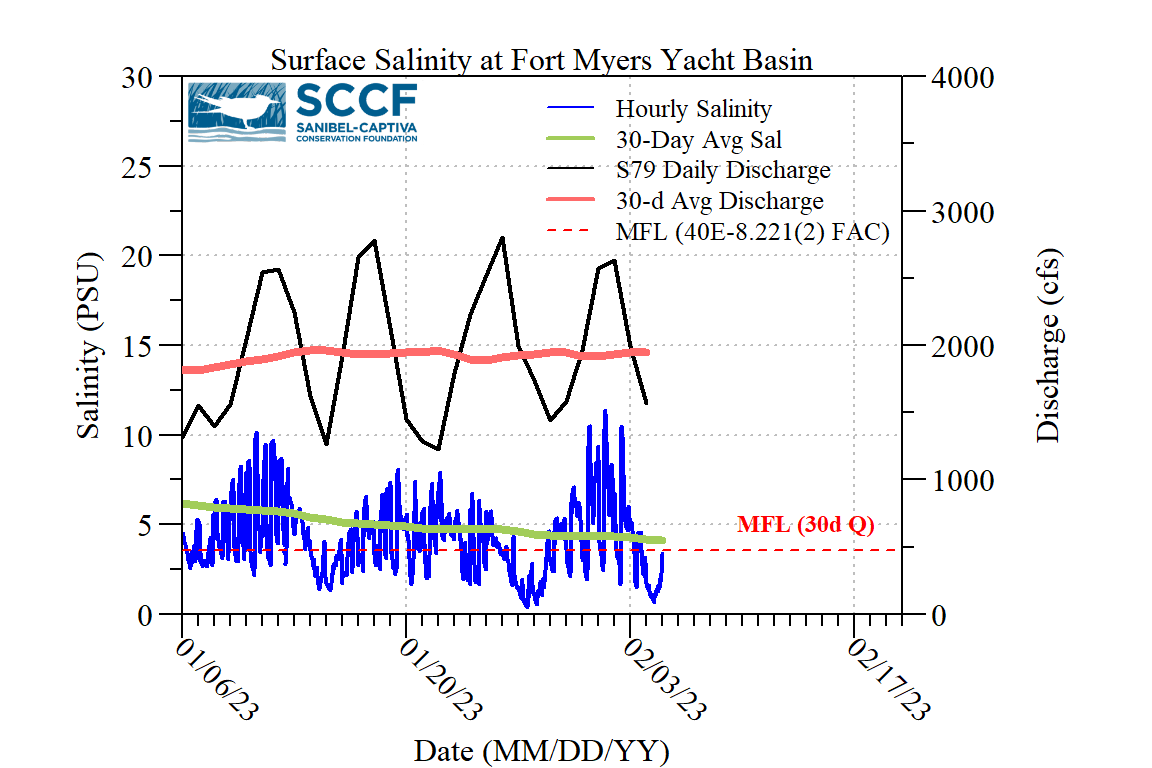 Surface Salinity at Fort Myers Yacht Basin
30
25
20
15
10
5
0
Salinity (PSU)
SCCF
SANIBEL-CAPTIVA
CONSERVATION FOUNDATION
Hourly Salinity
30-Day Avg Sal
S79 Daily Discharge
30-d Avg Discharge
MFL (40E-8.221(2) FAC)
MFL (30d Q)
4000
3000
2000
1000
0
Discharge (cfs)
01/06/23
01/20/23
02/03/23
02/17/23
Date (MM/DD/YY)